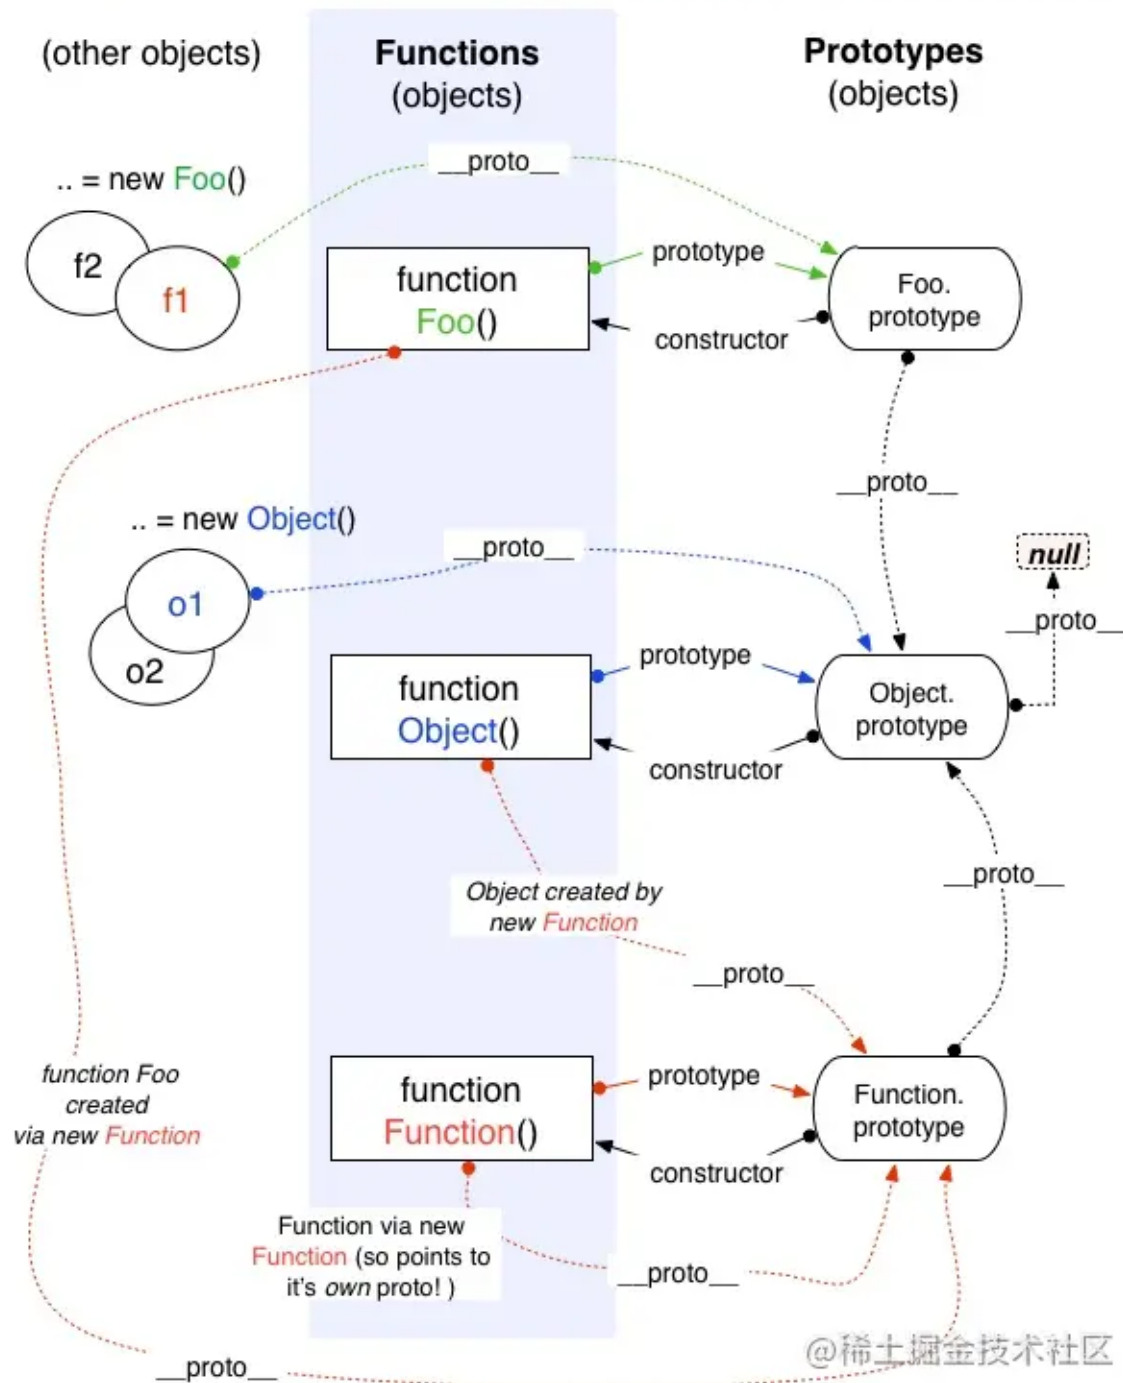 (other objects)
Functions
(objects)
Prototypes
(objects)
.. = new Foo()
__proto__
f2
f1
function
Foo()
prototype
constructor
Foo.
prototype
__proto__
.. = new Object()
__proto__
null
__proto__
o1
o2
function
Object()
prototype
constructor
Object.
prototype
Object created by
new Function
__proto__
__proto__
function Foo
created
via new Function
function
Function()
prototype
constructor
Function.
prototype
Function via new
Function (so points to
it's own proto! )
__proto__
__proto__
@稀土掘金技术社区